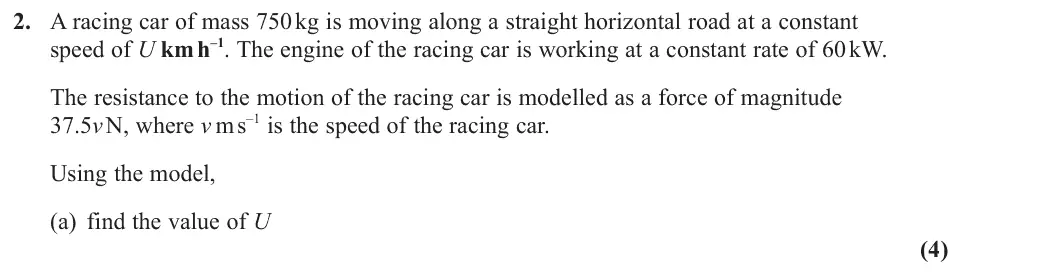 2. A racing car of mass 750 kg is moving along a straight horizontal road at a constant
speed of U km h⁻¹. The engine of the racing car is working at a constant rate of 60 kW.
The resistance to the motion of the racing car is modelled as a force of magnitude
37.5v N, where v m s⁻¹ is the speed of the racing car.
Using the model,
(a) find the value of U
(4)